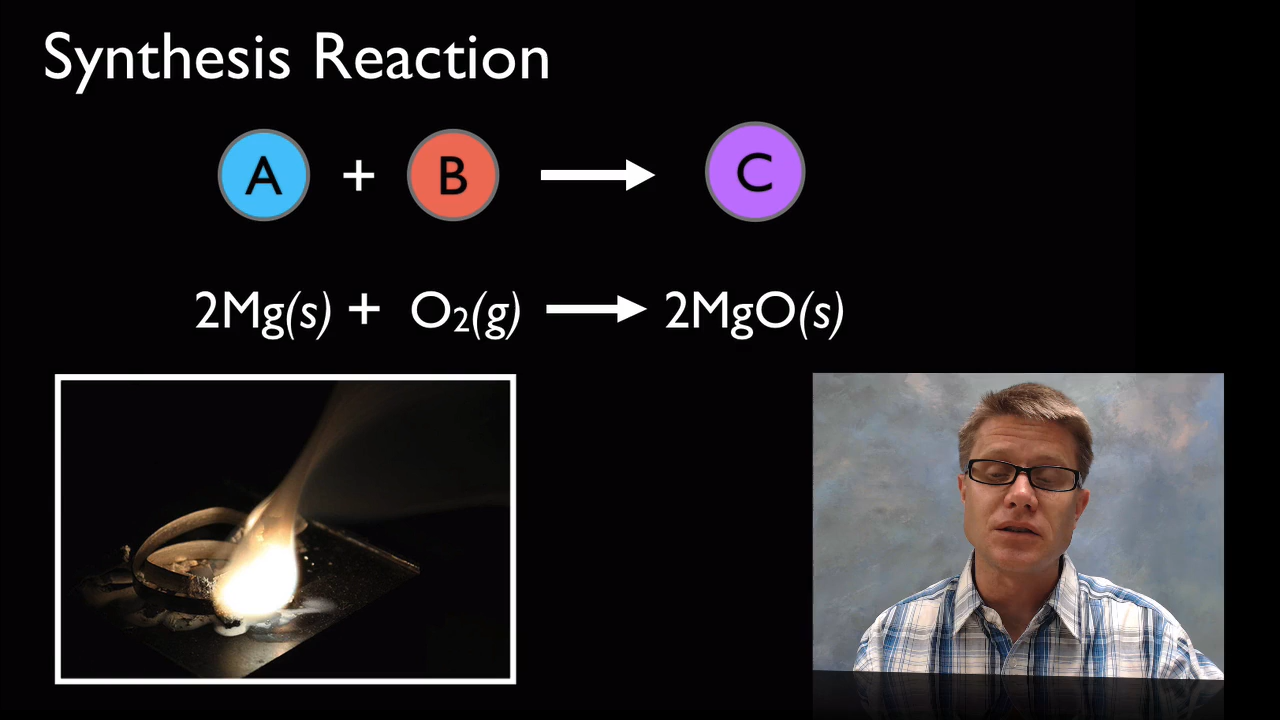 Synthesis Reaction
A + B → C
2Mg(s) + O₂(g) → 2MgO(s)